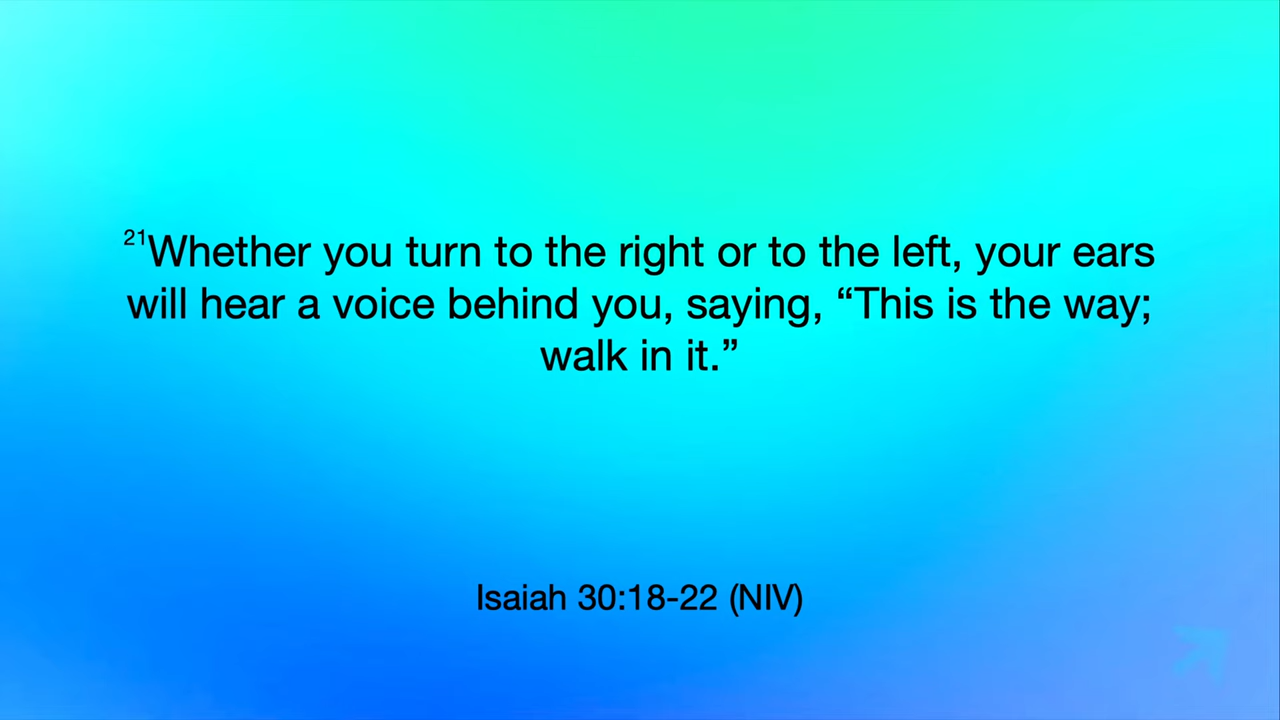 21Whether you turn to the right or to the left, your ears
will hear a voice behind you, saying, “This is the way;
walk in it.”
Isaiah 30:18-22 (NIV)